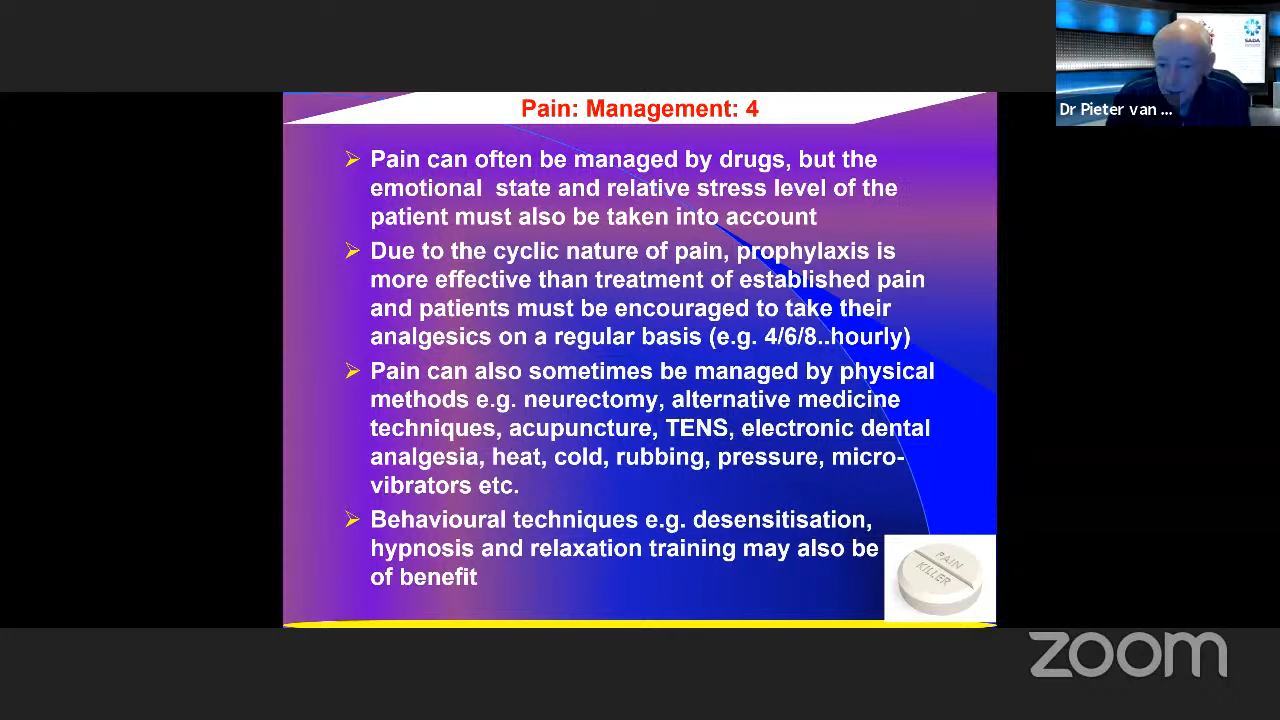 SADA
Dr Pieter van ...
Pain: Management: 4
Pain can often be managed by drugs, but the
emotional state and relative stress level of the
patient must also be taken into account
Due to the cyclic nature of pain, prophylaxis is
more effective than treatment of established pain
and patients must be encouraged to take their
analgesics on a regular basis (e.g. 4/6/8..hourly)
Pain can also sometimes be managed by physical
methods e.g. neurectomy, alternative medicine
techniques, acupuncture, TENS, electronic dental
analgesia, heat, cold, rubbing, pressure, micro-
vibrators etc.
Behavioural techniques e.g. desensitisation,
hypnosis and relaxation training may also be
of benefit
PAIN
KILLER
zoom